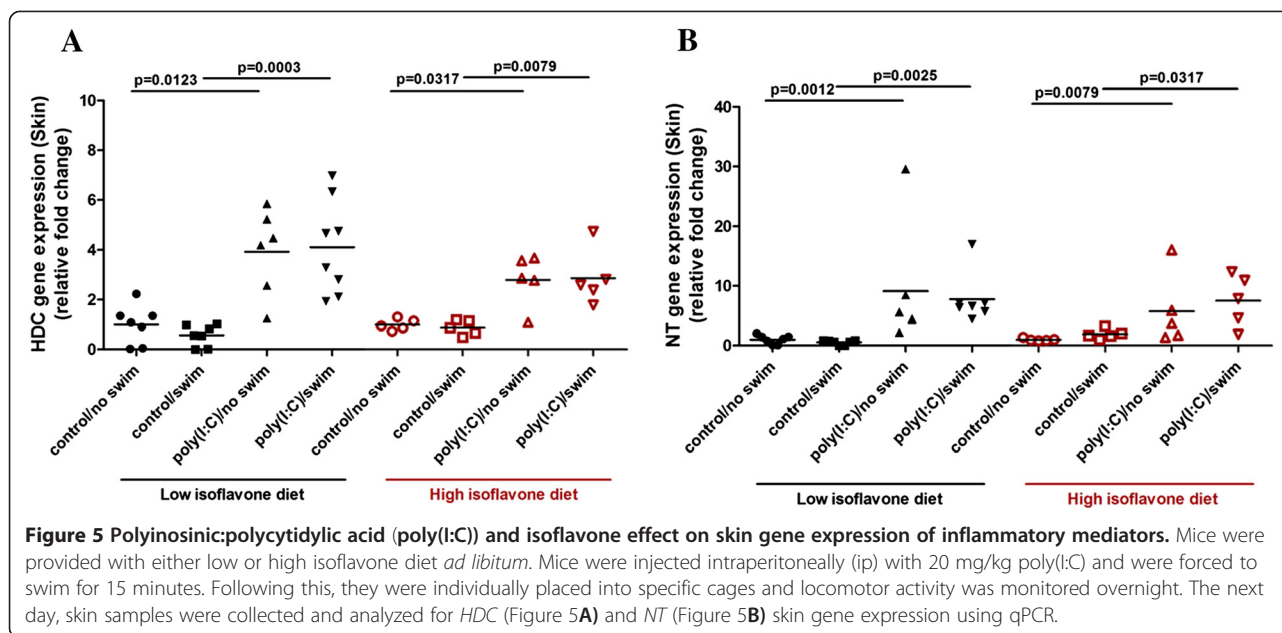 A
p=0.0003
p=0.0079
p=0.0123
p=0.0317
HDC gene expression (Skin)
(relative fold change)
10
8
6
4
2
0
control/no swim
control/swim
poly(I:C)/no swim
poly(I:C)/swim
control/no swim
control/swim
poly(I:C)/no swim
poly(I:C)/swim
Low isoflavone diet
High isoflavone diet
B
p=0.0025
p=0.0317
p=0.0012
p=0.0079
NT gene expression (Skin)
(relative fold change)
40
30
20
10
0
control/no swim
control/swim
poly(I:C)/no swim
poly(I:C)/swim
control/no swim
control/swim
poly(I:C)/no swim
poly(I:C)/swim
Low isoflavone diet
High isoflavone diet
Figure 5 Polyinosinic:polycytidylic acid (poly(I:C)) and isoflavone effect on skin gene expression of inflammatory mediators. Mice were
provided with either low or high isoflavone diet ad libitum. Mice were injected intraperitoneally (ip) with 20 mg/kg poly(I:C) and were forced to
swim for 15 minutes. Following this, they were individually placed into specific cages and locomotor activity was monitored overnight. The next
day, skin samples were collected and analyzed for HDC (Figure 5A) and NT (Figure 5B) skin gene expression using qPCR.